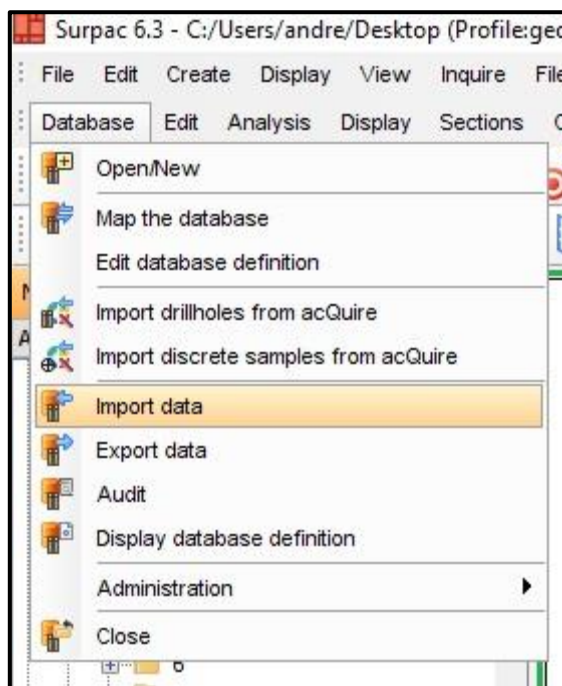 Surpac 6.3 - C:/Users/andre/Desktop (Profile:geo
File Edit Create Display View Inquire File
Database Edit Analysis Display Sections
Open/New
Map the database
Edit database definition
Import drillholes from acQuire
Import discrete samples from acQuire
Import data
Export data
Audit
Display database definition
Administration
Close
6